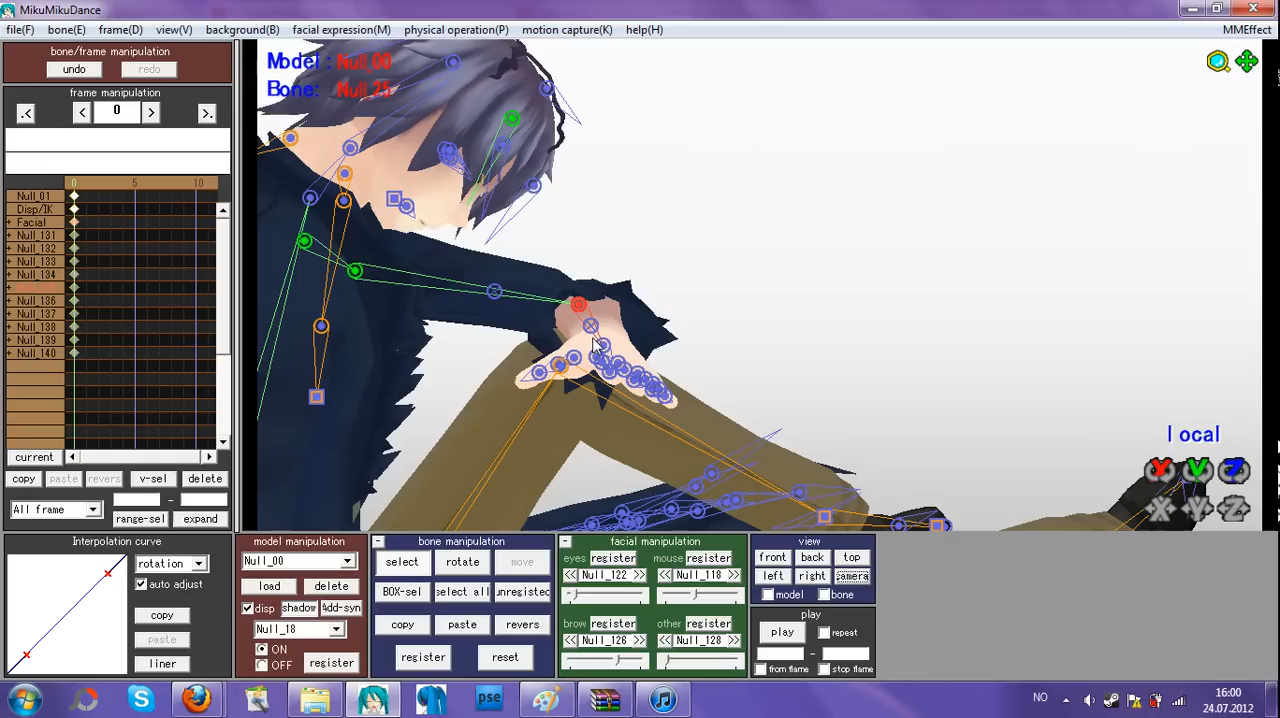 MikuMikuDance
file(F) bone(E) frame(D) view(V) background(B) facial expression(M) physical operation(P) motion capture(K) help(H) MMEffect
bone/frame manipulation
undo redo
frame manipulation
.< < 0 > >.
0 5 10
Null_01
Disp/IK
+ Facial
+ Null_131
+ Null_132
+ Null_133
+ Null_134
+ Null_136
+ Null_137
+ Null_138
+ Null_139
+ Null_140
current
copy paste revers v-sel delete
All frame - range-sel expand
Model : Null_00
Bone: Null_25
local
X Y Z
X Y Z
Interpolation curve
rotation
auto adjust
copy
paste
liner
model manipulation
Null_00
load delete
disp shadow Add-syn
Null_18
ON
OFF
register
bone manipulation
select rotate move
BOX-sel select all unregistered
copy paste revers
register reset
facial manipulation
eyes register mouse register
<< Null_122 >> << Null_118 >>
brow register other register
<< Null_126 >> << Null_128 >>
view
front back top
left right camera
model bone
play
play repeat
-
from flame stop flame
pse
NO
16:00
24.07.2012